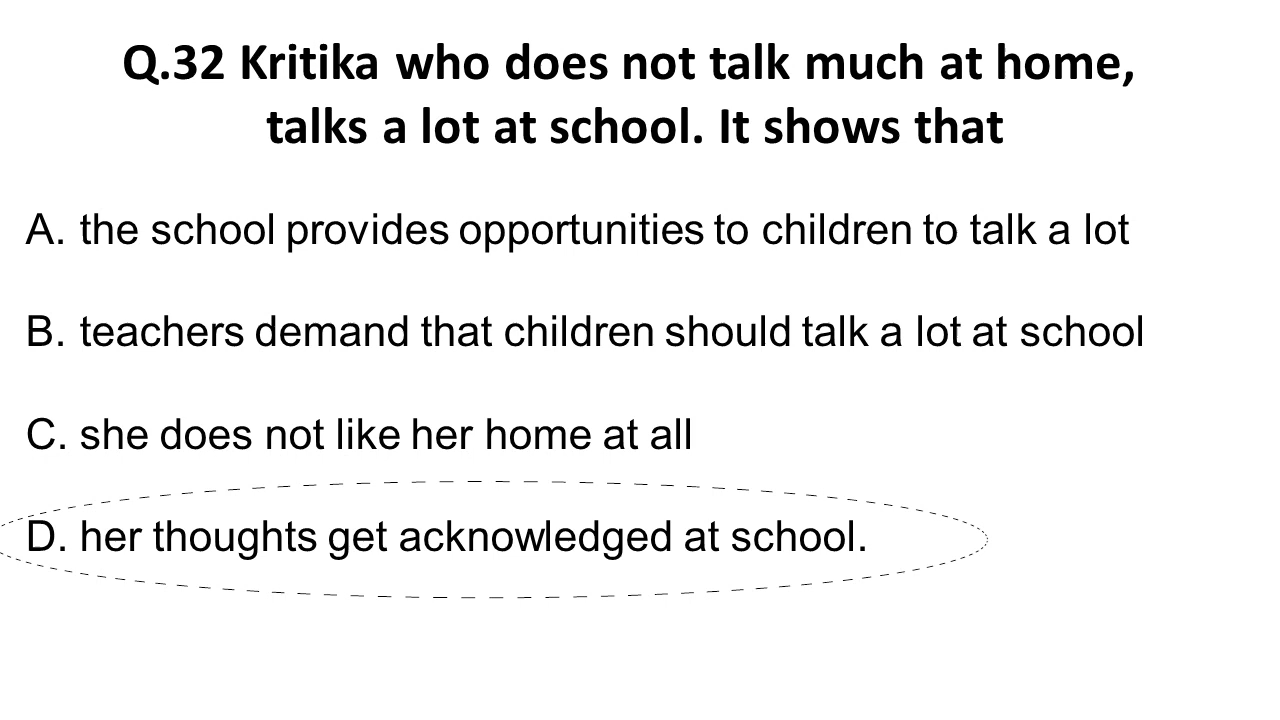 Q.32 Kritika who does not talk much at home,
talks a lot at school. It shows that
A. the school provides opportunities to children to talk a lot
B. teachers demand that children should talk a lot at school
C. she does not like her home at all
D. her thoughts get acknowledged at school.